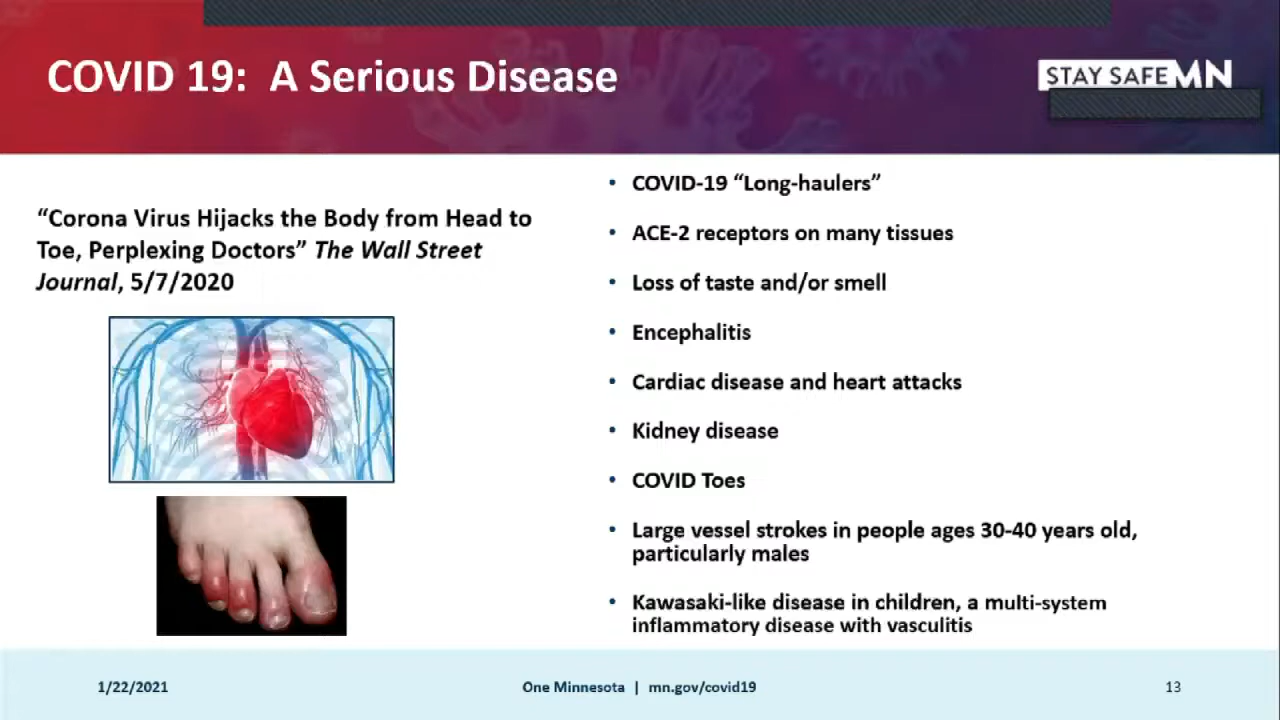 COVID 19: A Serious Disease
STAY SAFE MN
“Corona Virus Hijacks the Body from Head to
Toe, Perplexing Doctors” The Wall Street
Journal, 5/7/2020
• COVID-19 “Long-haulers”
• ACE-2 receptors on many tissues
• Loss of taste and/or smell
• Encephalitis
• Cardiac disease and heart attacks
• Kidney disease
• COVID Toes
• Large vessel strokes in people ages 30-40 years old,
particularly males
• Kawasaki-like disease in children, a multi-system
inflammatory disease with vasculitis
1/22/2021
One Minnesota | mn.gov/covid19
13